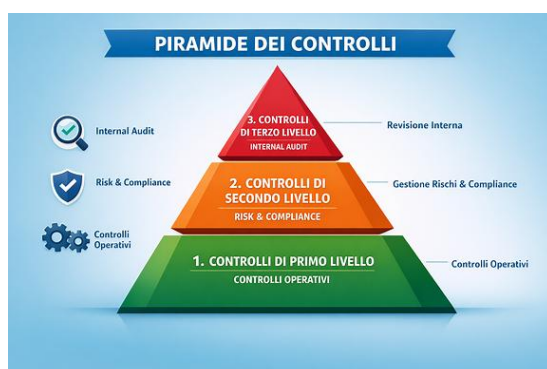 PIRAMIDE DEI CONTROLLI
3. CONTROLLI
DI TERZO LIVELLO
INTERNAL AUDIT
Internal Audit
Revisione Interna
2. CONTROLLI DI
SECONDO LIVELLO
RISK & COMPLIANCE
Risk & Compliance
Gestione Rischi & Compliance
Controlli
Operativi
1. CONTROLLI DI PRIMO LIVELLO
CONTROLLI OPERATIVI
Controlli Operativi